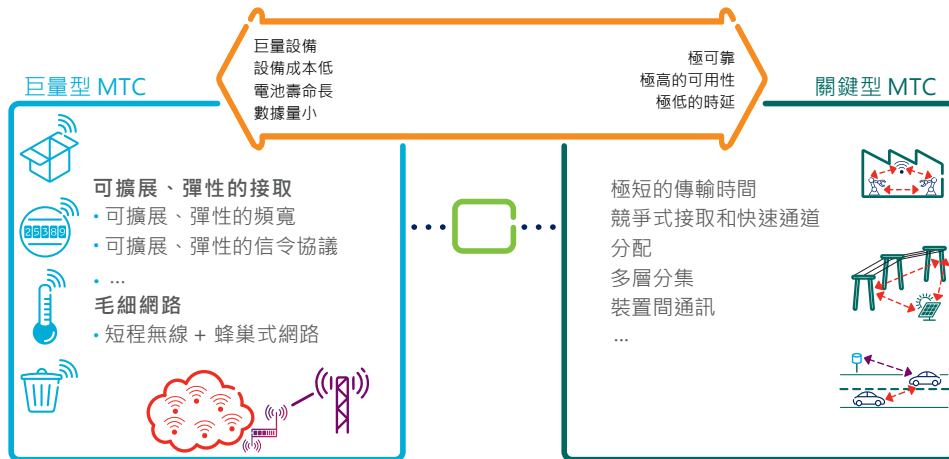 巨量設備
設備成本低
電池壽命長
數據量小
極可靠
極高的可用性
極低的時延
巨量型 MTC
關鍵型 MTC
可擴展、彈性的接取
• 可擴展、彈性的頻寬
• 可擴展、彈性的信令協議
• ...
毛細網路
• 短程無線 + 蜂巢式網路
25389
極短的傳輸時間
競爭式接取和快速通道
分配
多層分集
裝置間通訊
...